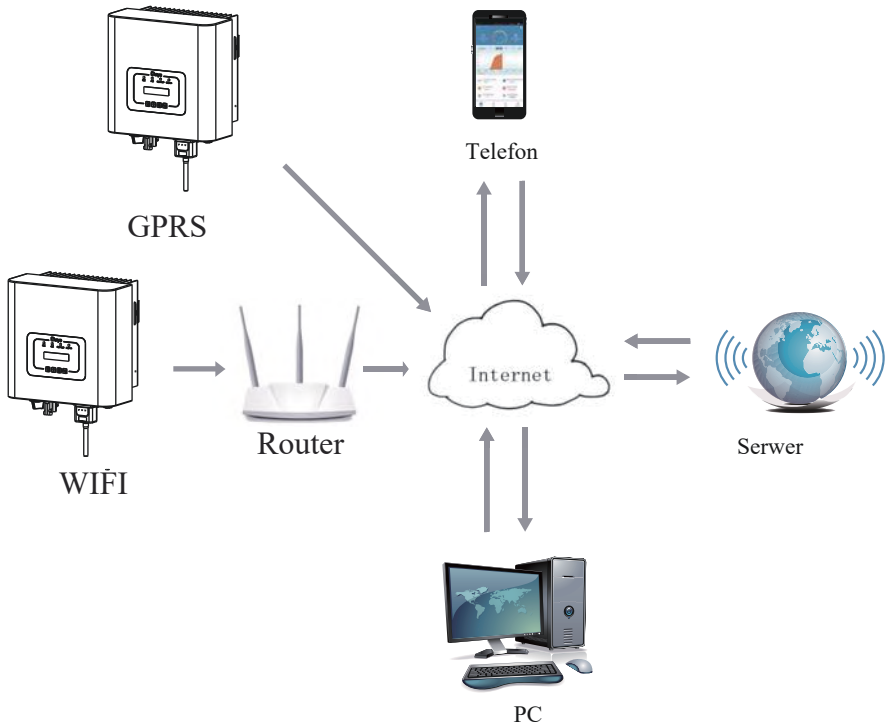 Telefon
GPRS
Internet
Router
Serwer
WIFI
PC